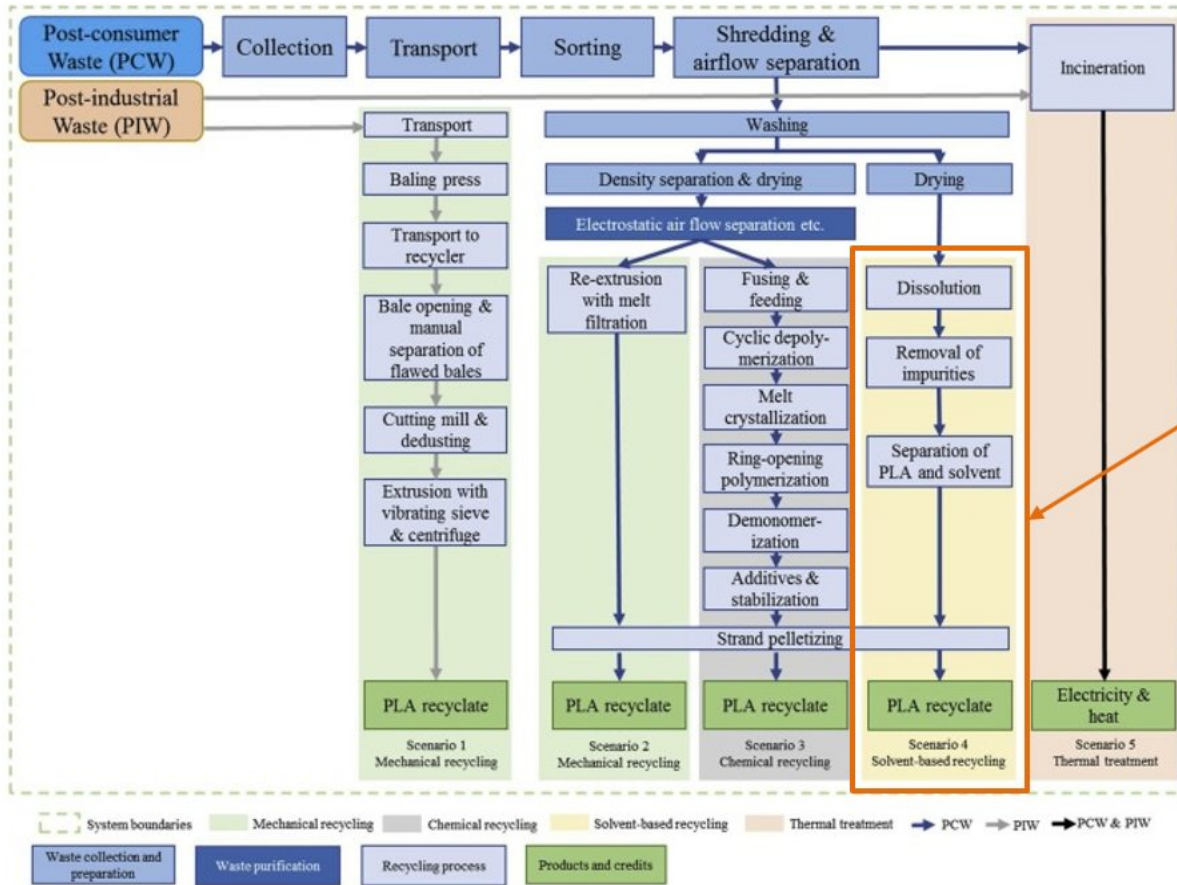 Post-consumer
Waste (PCW)
Collection
Transport
Sorting
Shredding &
airflow separation
Incineration
Post-industrial
Waste (PIW)
Transport
Washing
Baling press
Density separation & drying
Drying
Electrostatic air flow separation etc.
Transport to
recycler
Re-extrusion
with melt
filtration
Fusing &
feeding
Dissolution
Bale opening &
manual
separation of
flawed bales
Cyclic depoly-
merization
Removal of
impurities
Melt
crystallization
Cutting mill &
dedusting
Ring-opening
polymerization
Separation of
PLA and solvent
Extrusion with
vibrating sieve
& centrifuge
Demonomer-
ization
Additives &
stabilization
Strand pelletizing
PLA recyclate
PLA recyclate
PLA recyclate
PLA recyclate
Electricity &
heat
Scenario 1
Mechanical recycling
Scenario 2
Mechanical recycling
Scenario 3
Chemical recycling
Scenario 4
Solvent-based recycling
Scenario 5
Thermal treatment
System boundaries
Mechanical recycling
Chemical recycling
Solvent-based recycling
Thermal treatment
PCW
PIW
PCW & PIW
Waste collection and
preparation
Waste purification
Recycling process
Products and credits